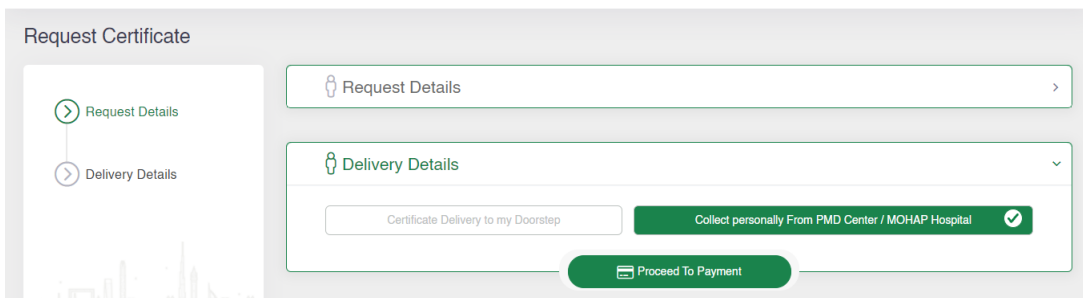 Request Certificate
Request Details
Delivery Details
Request Details
Delivery Details
Certificate Delivery to my Doorstep
Collect personally From PMD Center / MOHAP Hospital
Proceed To Payment